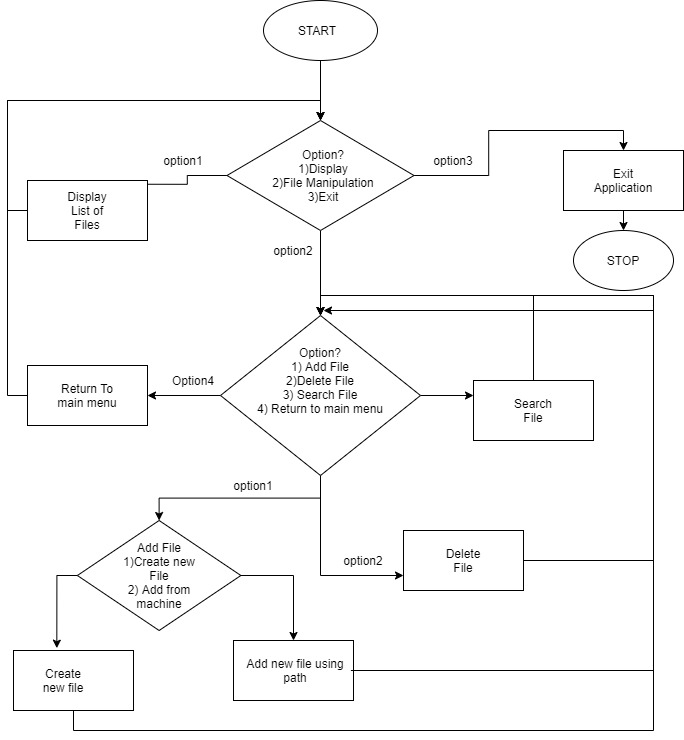 START
Option?
1)Display
2)File Manipulation
3)Exit
option1
option3
Exit
Application
Display
List of
Files
option2
STOP
Option?
1) Add File
2)Delete File
3) Search File
4) Return to main menu
Option4
Return To
main menu
Search
File
option1
Add File
1)Create new
File
2) Add from
machine
option2
Delete
File
Create
new file
Add new file using
path